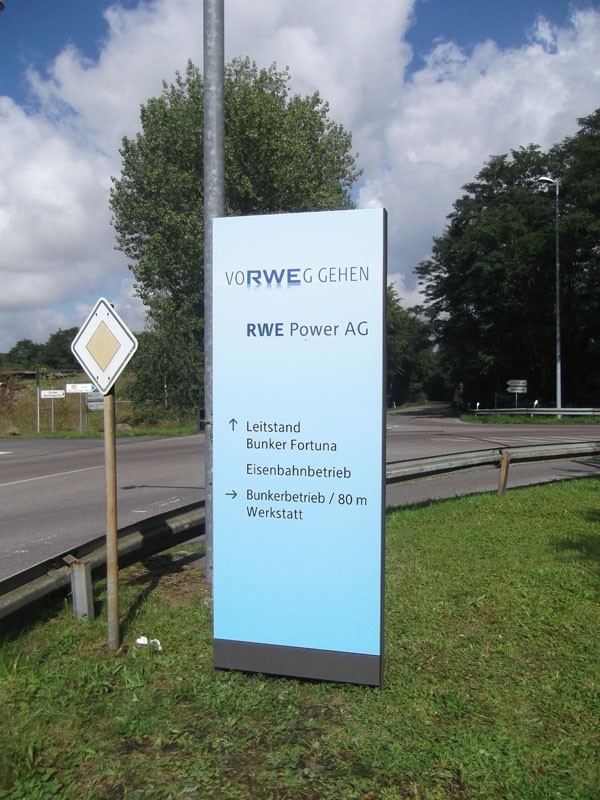 VORWEG GEHEN
RWE Power AG
↑ Leitstand
Bunker Fortuna
Eisenbahnbetrieb
→ Bunkerbetrieb / 80 m
Werkstatt